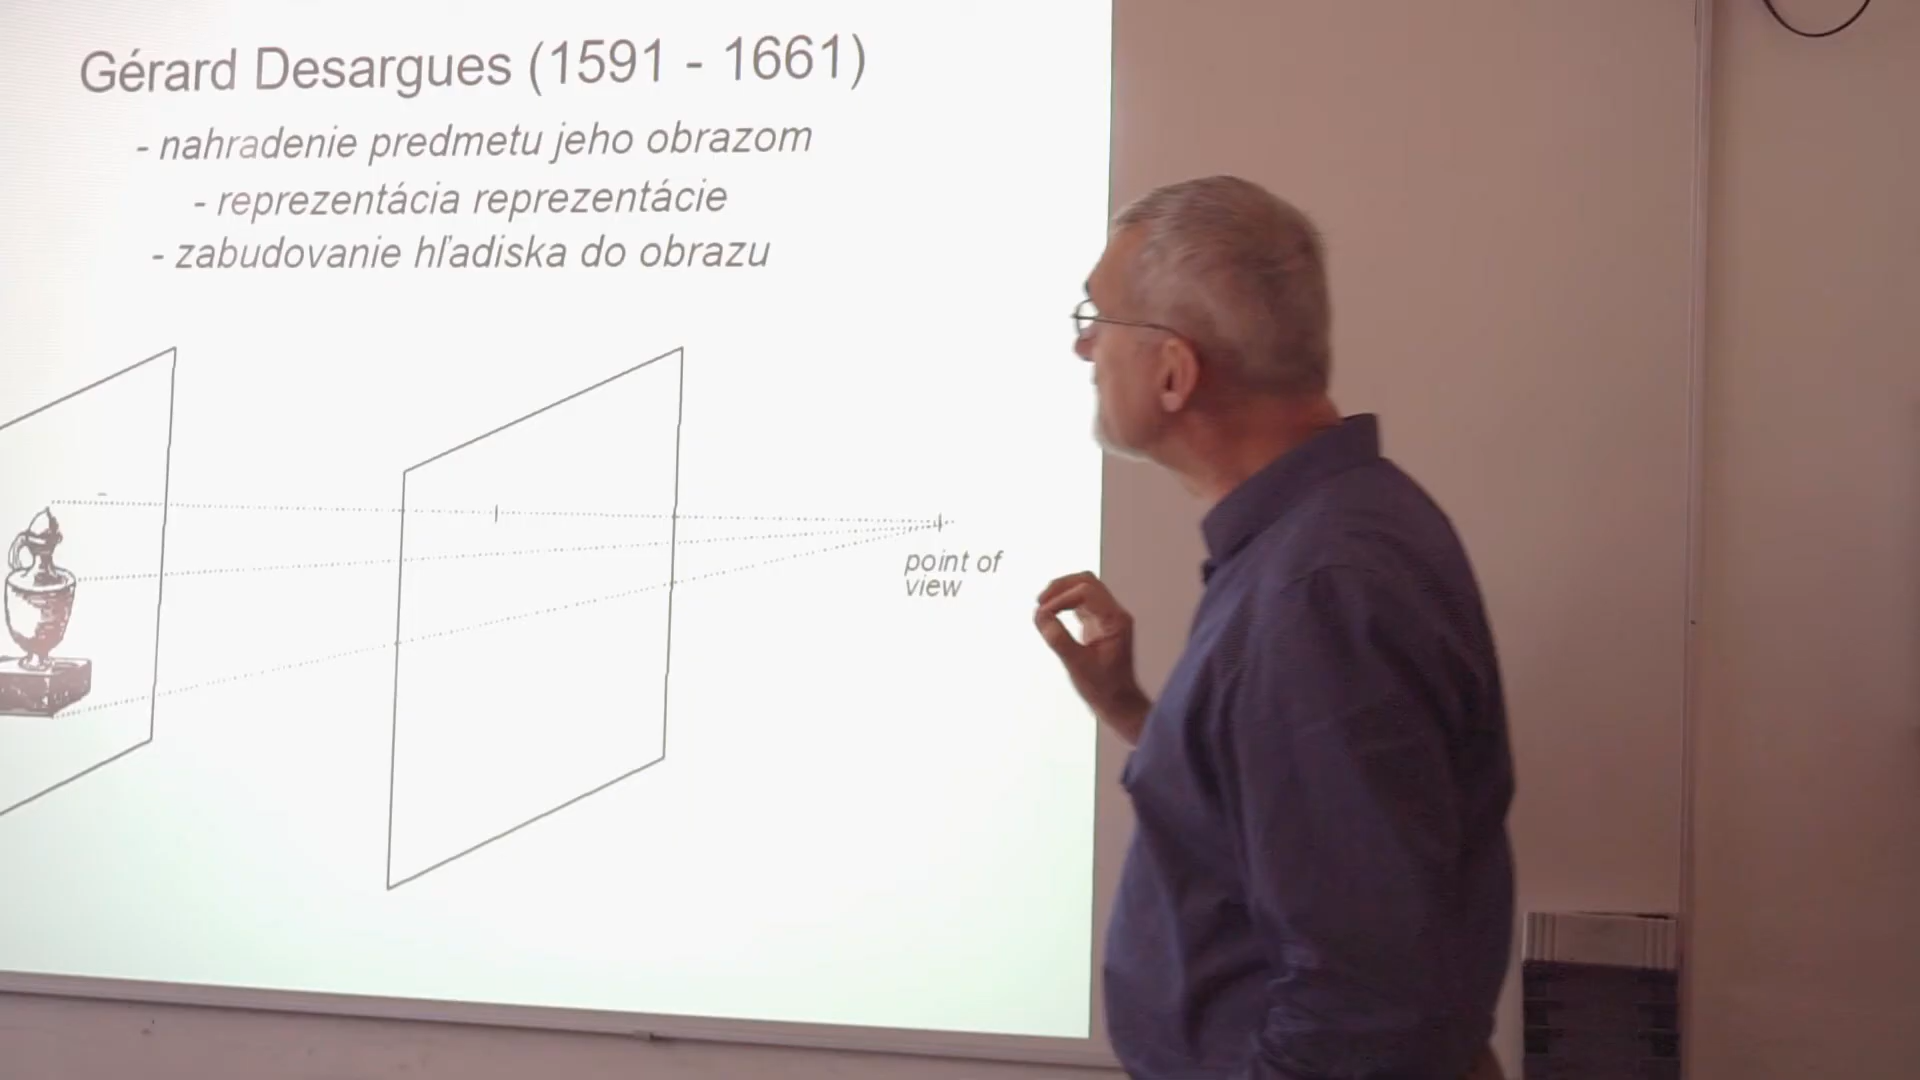 Gérard Desargues (1591 - 1661)
- nahradenie predmetu jeho obrazom
- reprezentácia reprezentácie
- zabudovanie hľadiska do obrazu
point of
view